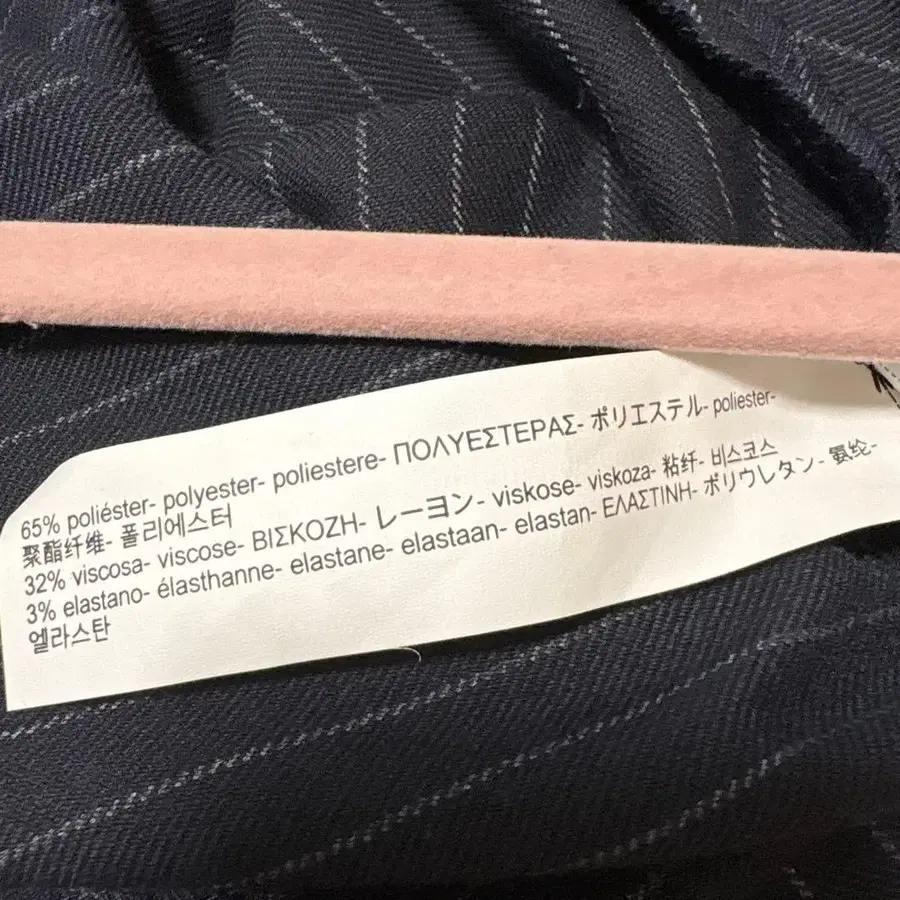 65% poliéster- polyester- poliestere- ΠΟΛΥΕΣΤΕΡΑΣ- ポリエステル- poliester-
聚酯纤维- 폴리에스터
32% viscosa- viscose- ΒΙΣΚΟΖΗ- レーヨン- viskose- viskoza- 粘纤- 비스코스
3% elastano- élasthanne- elastane- elastaan- elastan- ΕΛΑΣΤΙΝΗ- ポリウレタン- 氨纶-
엘라스탄